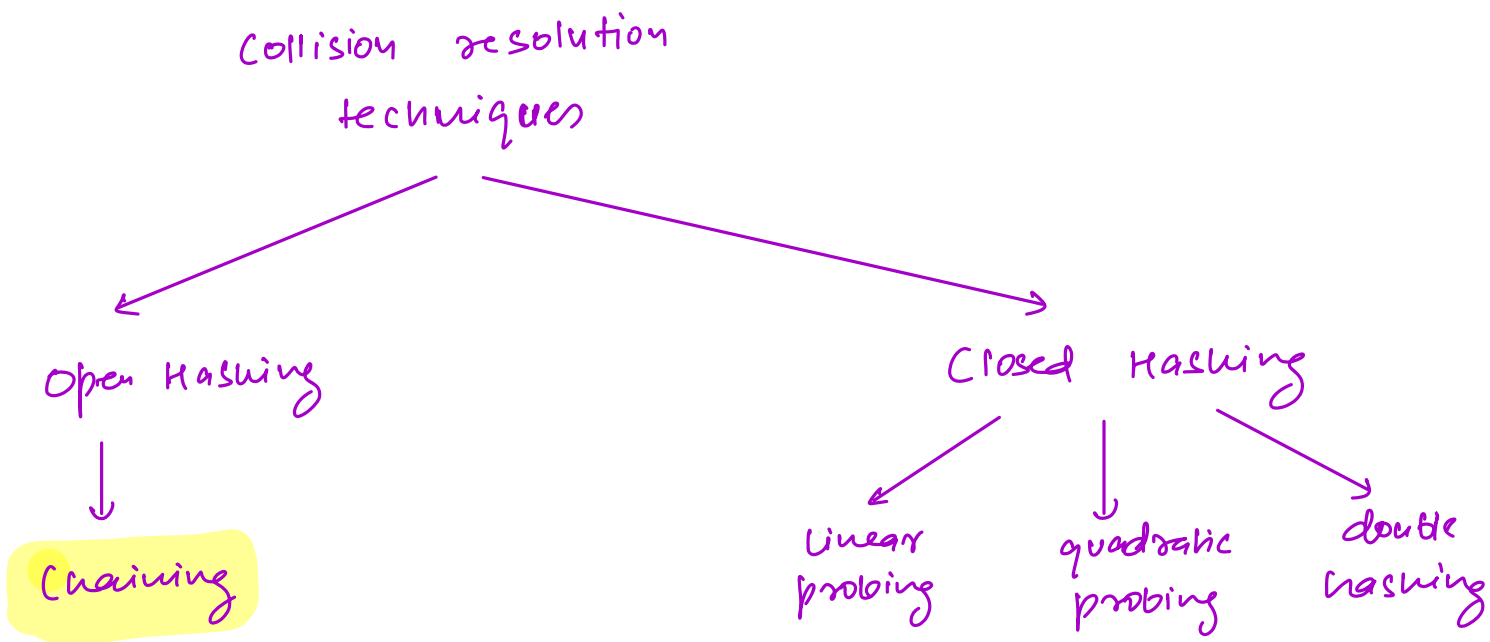 Collision resolution
techniques
Open Hashing
Closed Hashing
Chaining
linear
probing
quadratic
probing
double
hashing